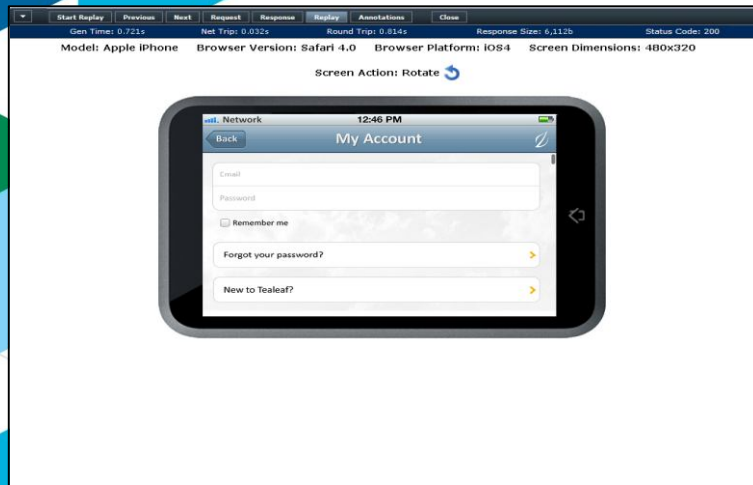 Start Replay Previous Next Request Response Replay Annotations Close
Gen Time: 0.721s Net Trip: 0.032s Round Trip: 0.814s Response Size: 6,112b Status Code: 200
Model: Apple iPhone Browser Version: Safari 4.0 Browser Platform: iOS4 Screen Dimensions: 480x320
Screen Action: Rotate
Network 12:46 PM
Back My Account
Email
Password
Remember me
Forgot your password?
New to Tealeaf?